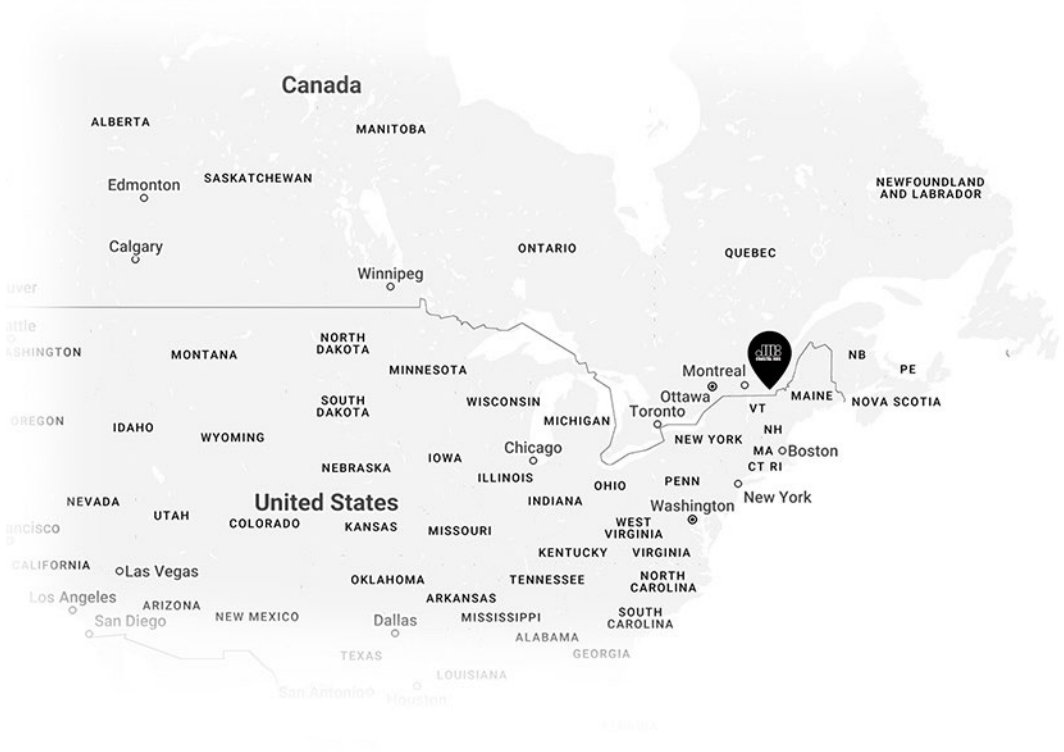 Canada
ALBERTA
MANITOBA
SASKATCHEWAN
Edmonton
NEWFOUNDLAND
AND LABRADOR
Calgary
ONTARIO
QUEBEC
Winnipeg
NORTH
DAKOTA
MONTANA
MINNESOTA
NB
PE
Montreal
Ottawa
MAINE
NOVA SCOTIA
SOUTH
DAKOTA
WISCONSIN
MICHIGAN
Toronto
VT
OREGON
IDAHO
WYOMING
NEW YORK
NH
Chicago
MA
Boston
IOWA
NEBRASKA
CT RI
ILLINOIS
OHIO
PENN
NEVADA
United States
INDIANA
Washington
New York
UTAH
COLORADO
KANSAS
MISSOURI
WEST
VIRGINIA
KENTUCKY
VIRGINIA
CALIFORNIA
Las Vegas
OKLAHOMA
TENNESSEE
NORTH
CAROLINA
Los Angeles
ARIZONA
NEW MEXICO
ARKANSAS
San Diego
Dallas
MISSISSIPPI
SOUTH
CAROLINA
ALABAMA
TEXAS
GEORGIA
LOUISIANA
San Antonio
Houston